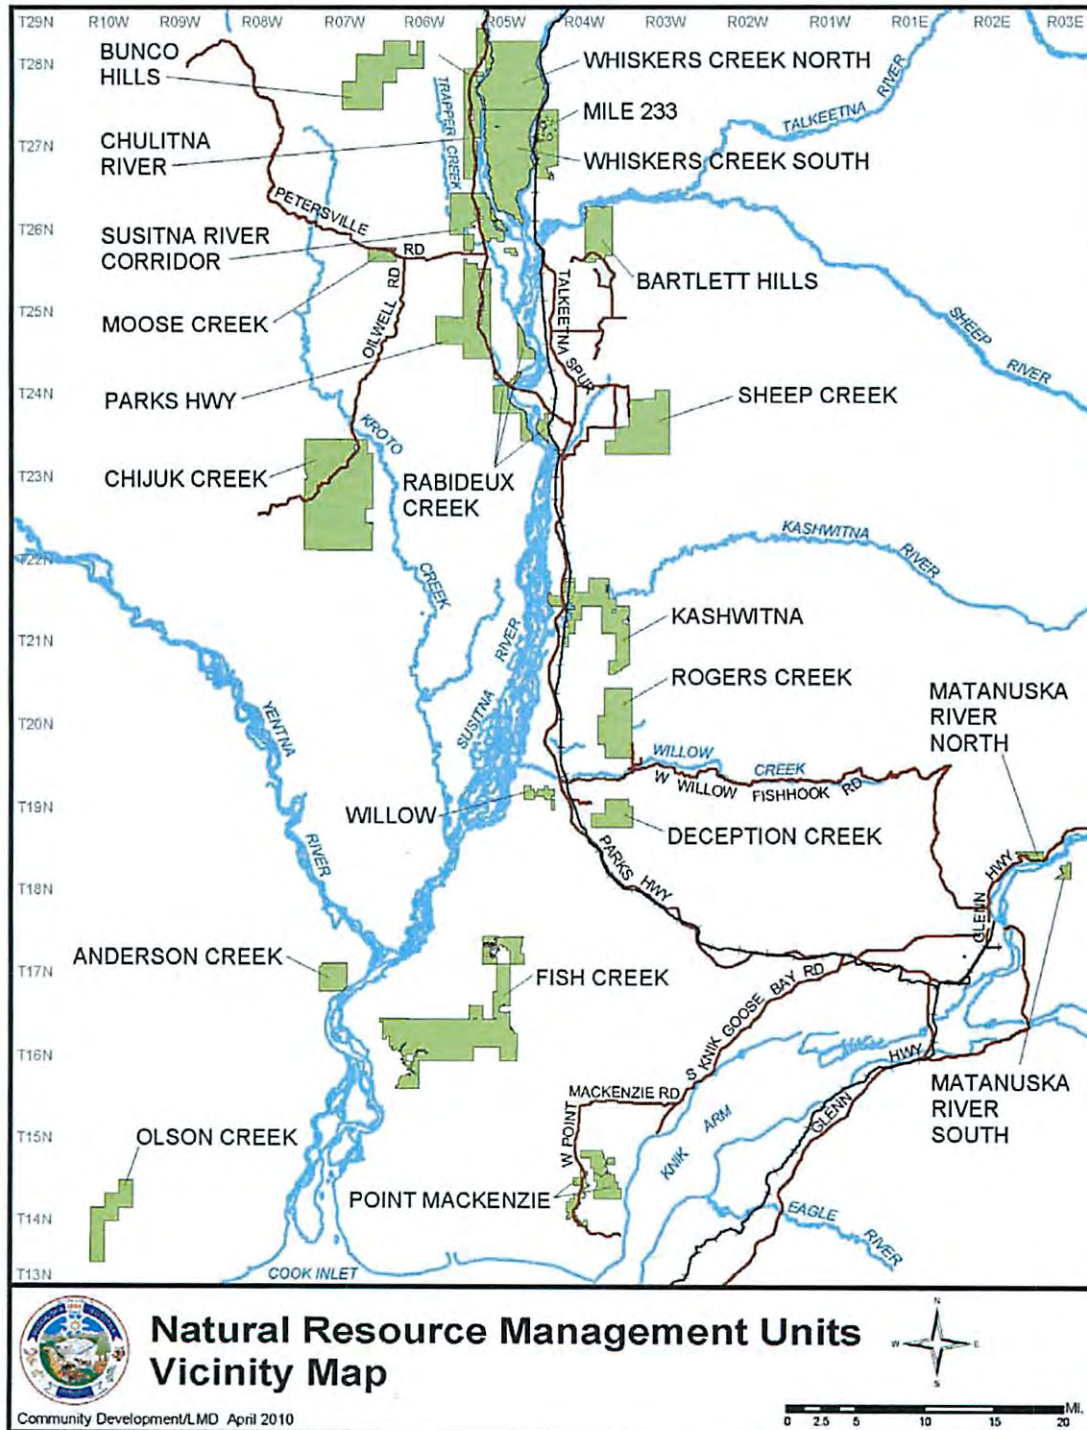 T29N R10W R09W R08W R07W R06W R05W R04W R03W R02W R01W R01E R02E R03E
T28N
T27N
T26N
T25N
T24N
T23N
T22N
T21N
T20N
T19N
T18N
T17N
T16N
T15N
T14N
T13N
BUNCO
HILLS
CHULITNA
RIVER
SUSITNA RIVER
CORRIDOR
MOOSE CREEK
PARKS HWY
CHIJUK CREEK
WHISKERS CREEK NORTH
MILE 233
WHISKERS CREEK SOUTH
BARTLETT HILLS
SHEEP CREEK
RABIDEUX
CREEK
KASHWITNA
ROGERS CREEK
MATANUSKA
RIVER
NORTH
WILLOW
DECEPTION CREEK
ANDERSON CREEK
FISH CREEK
OLSON CREEK
POINT MACKENZIE
MATANUSKA
RIVER
SOUTH
TRAPPER CREEK
TALKEETNA RIVER
PETERSVILLE RD
OILWELL RD
TALKEETNA SPUR
SHEEP RIVER
KROTO CREEK
KASHWITNA RIVER
SUSITNA RIVER
YENTNA RIVER
WILLOW CREEK
W WILLOW FISHHOOK RD
PARKS HWY
GLENN HWY
S KNIK GOOSE BAY RD
W POINT MACKENZIE RD
KNIK ARM
GLENN HWY
EAGLE RIVER
COOK INLET
Natural Resource Management Units
Vicinity Map
N
W E
S
Community Development/LMD April 2010
0 2.5 5 10 15 20 MI.